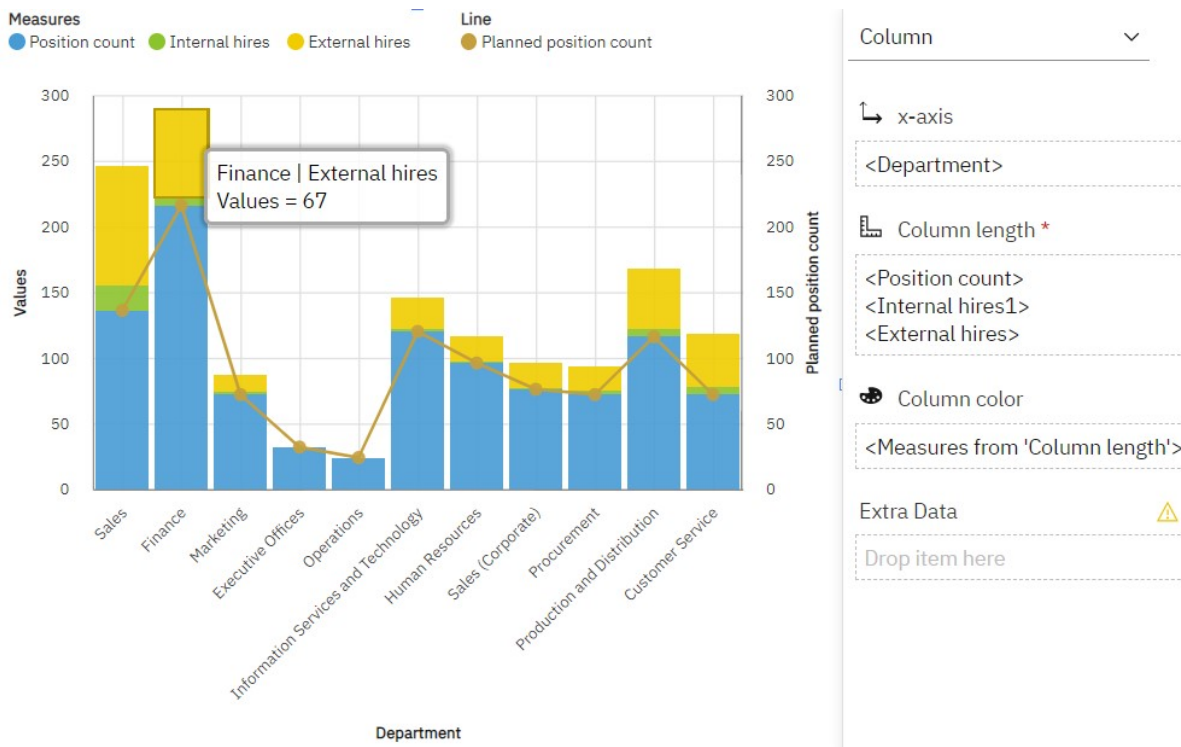 Measures
Position count Internal hires External hires
Line
Planned position count
300
250
200
150
100
50
0
Values
Finance | External hires
Values = 67
300
250
200
150
100
50
0
Planned position count
Sales
Finance
Marketing
Executive Offices
Operations
Information Services and Technology
Human Resources
Sales (Corporate)
Procurement
Production and Distribution
Customer Service
Department
Column
x-axis
<Department>
Column length *
<Position count>
<Internal hires1>
<External hires>
Column color
<Measures from 'Column length'>
Extra Data
Drop item here